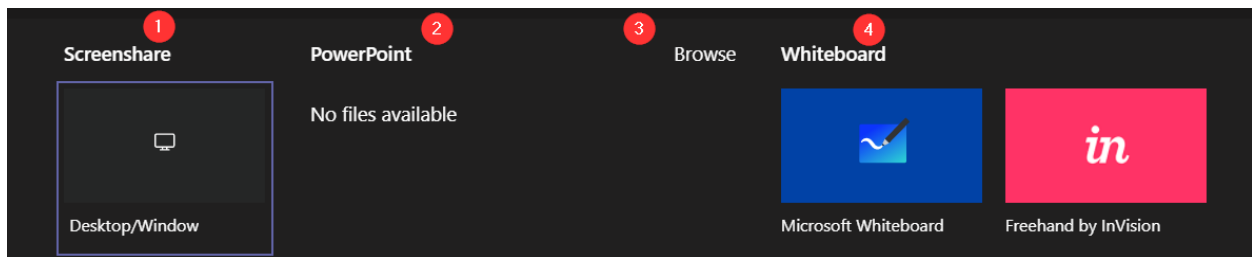 1
2
3
4
Screenshare
PowerPoint
Browse
Whiteboard
No files available
in
Desktop/Window
Microsoft Whiteboard
Freehand by InVision